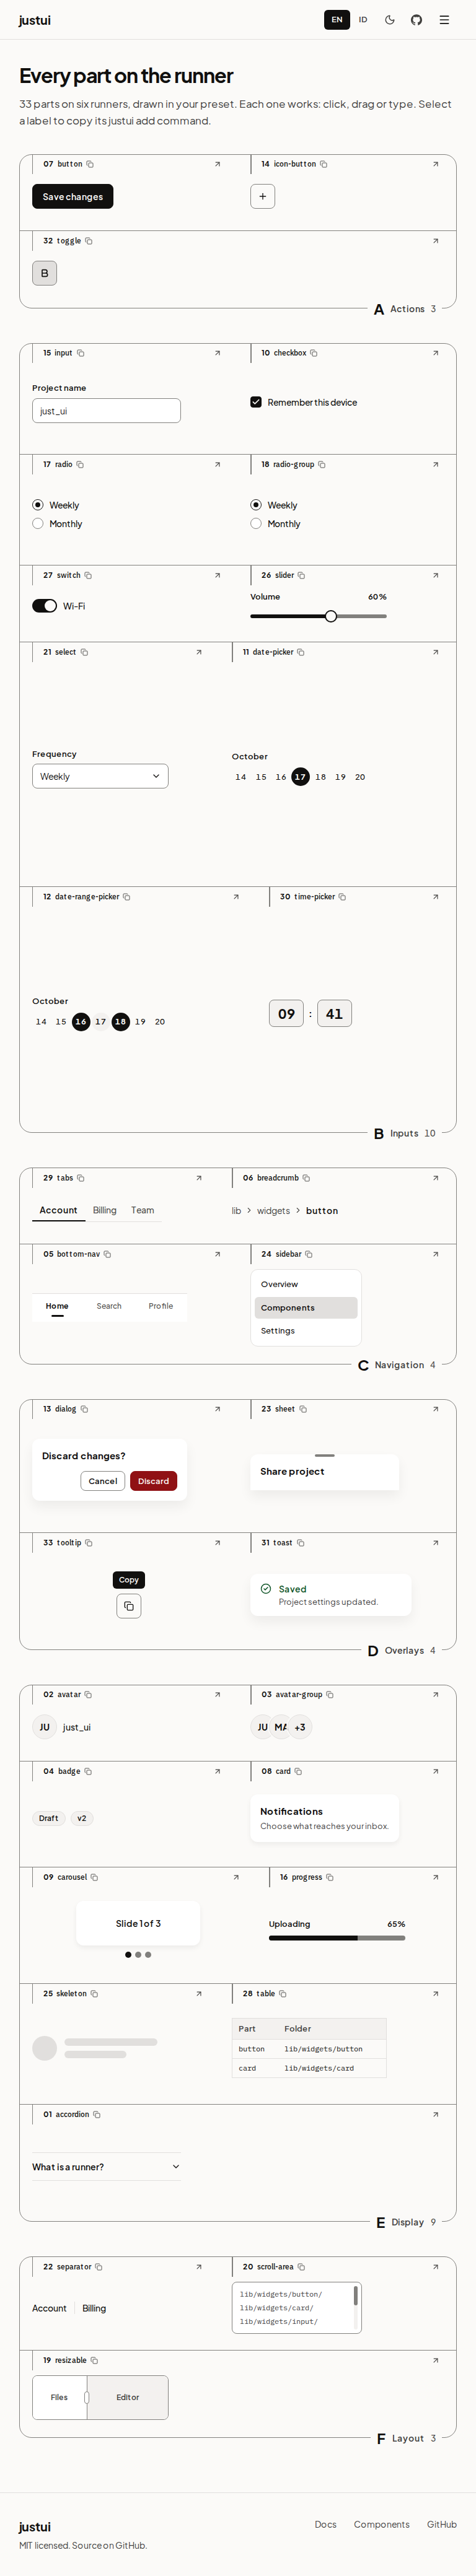 justui
EN ID
Every part on the runner
33 parts on six runners, drawn in your preset. Each one works: click, drag or type. Select
a label to copy its justui add command.
07 button
14 icon-button
Save changes
32 toggle
B
A Actions 3
15 input
10 checkbox
Project name
just_ui
Remember this device
17 radio
18 radio-group
Weekly
Monthly
Weekly
Monthly
27 switch
26 slider
Wi-Fi
Volume 60%
21 select
11 date-picker
Frequency
Weekly
October
14 15 16 17 18 19 20
12 date-range-picker
30 time-picker
October
14 15 16 17 18 19 20
09 : 41
B Inputs 10
29 tabs
06 breadcrumb
Account Billing Team
lib widgets button
05 bottom-nav
24 sidebar
Home Search Profile
Overview
Components
Settings
C Navigation 4
13 dialog
23 sheet
Discard changes?
Cancel Discard
Share project
33 tooltip
31 toast
Copy
Saved
Project settings updated.
D Overlays 4
02 avatar
03 avatar-group
JU just_ui
JU MA +3
04 badge
08 card
Draft v2
Notifications
Choose what reaches your inbox.
09 carousel
16 progress
Slide 1 of 3
Uploading 65%
25 skeleton
28 table
Part Folder
button lib/widgets/button
card lib/widgets/card
01 accordion
What is a runner?
E Display 9
22 separator
20 scroll-area
Account Billing
lib/widgets/button/
lib/widgets/card/
lib/widgets/input/
19 resizable
Files Editor
F Layout 3
justui
Docs Components GitHub
MIT licensed. Source on GitHub.